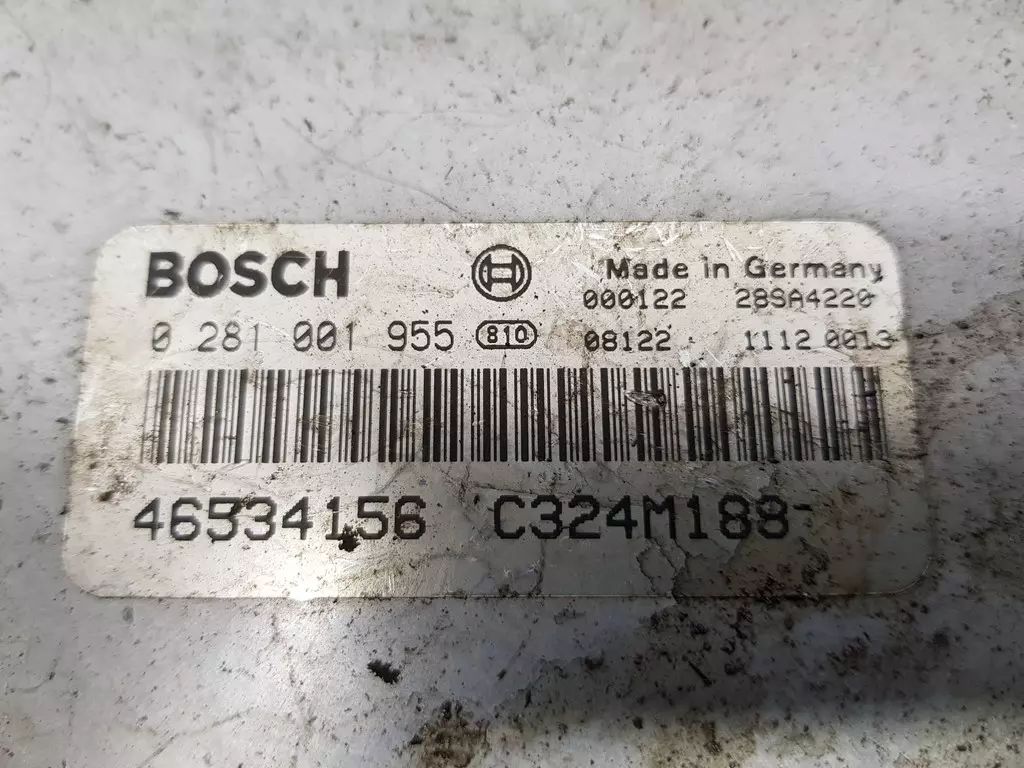 BOSCH Made in Germany
000122 28SA4220
0 281 001 955 810 08122 1112 0013
46534156 C324M188